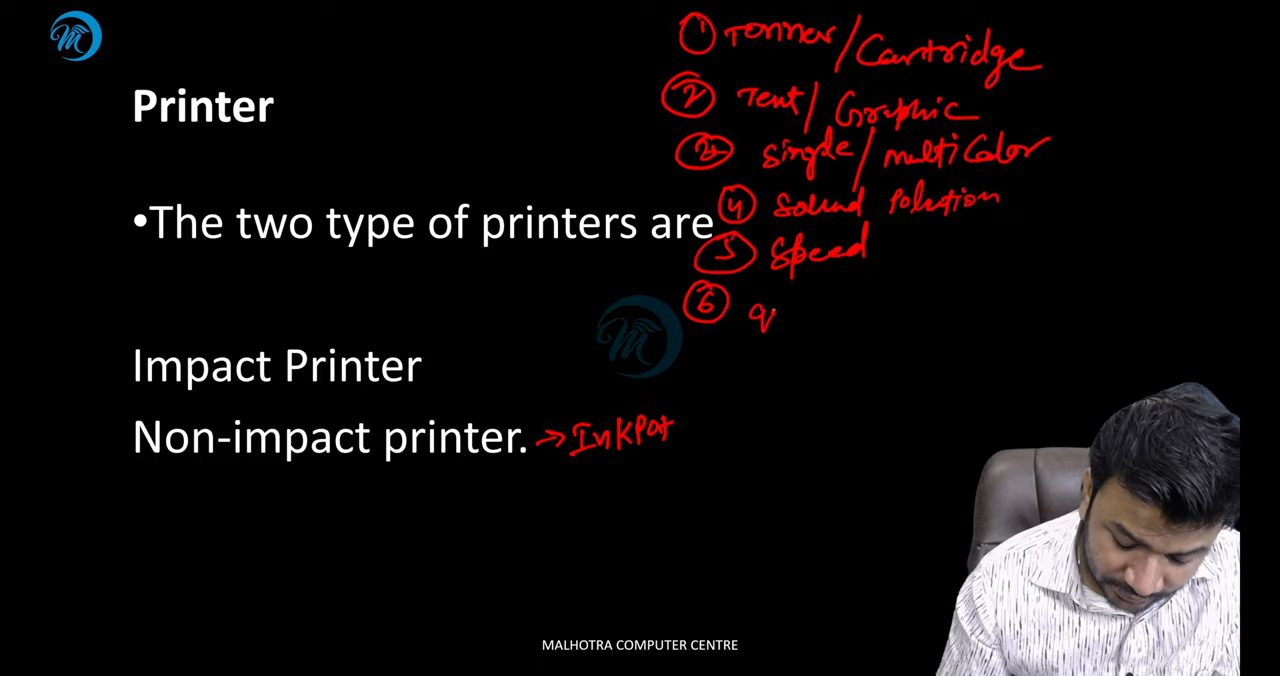 Printer
① Tonner/Cartridge
② Text/Graphic
③ Single/multiColor
④ Sound Polution
•The two type of printers are
⑤ Speed
⑥ q
Impact Printer
Non-impact printer. → InkPot
MALHOTRA COMPUTER CENTRE